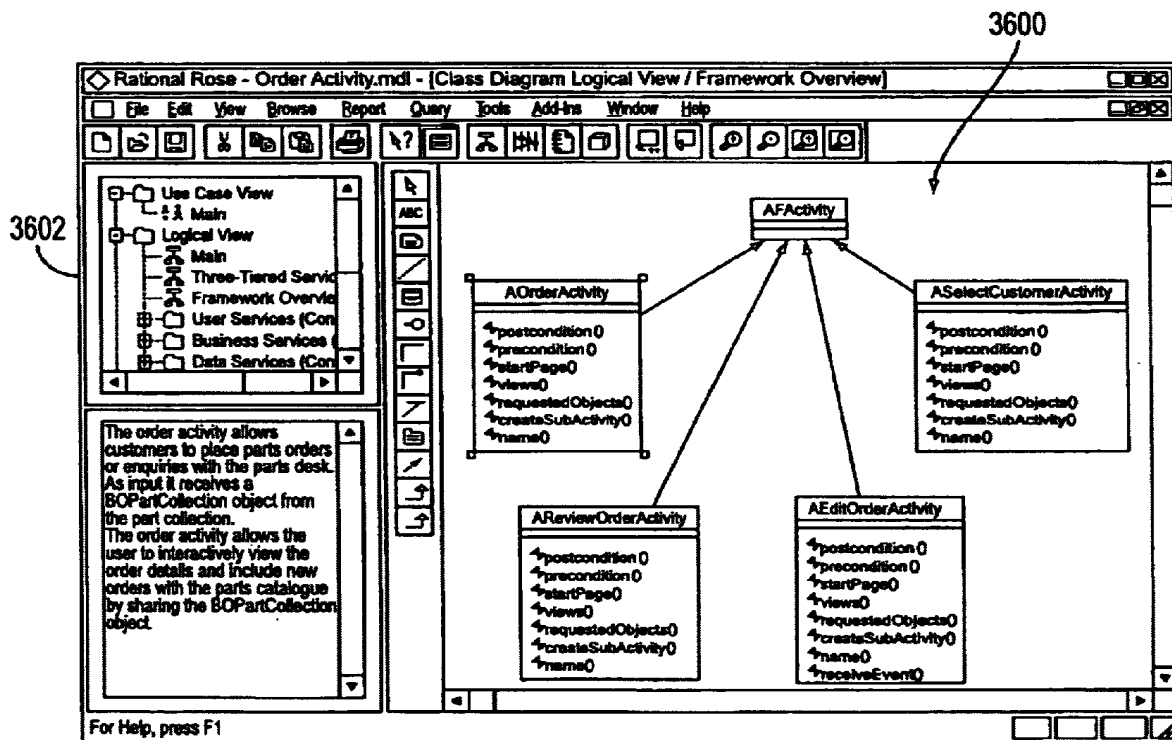 3600
Rational Rose - Order Activity.mdl - [Class Diagram Logical View / Framework Overview]
File Edit View Browse Report Query Tools Add-Ins Window Help
3602
Use Case View
Main
Logical View
Main
Three-Tiered Servic
Framework Overvie
User Services (Con
Business Services (
Data Services (Con
The order activity allows
customers to place parts orders
or enquiries with the parts desk.
As input it receives a
BOPartCollection object from
the part collection.
The order activity allows the
user to interactively view the
order details and include new
orders with the parts catalogue
by sharing the BOPartCollection
object.
ABC
AFActivity
AOrderActivity
postcondition()
precondition()
startPage()
views()
requestedObjects()
createSubActivity()
name()
ASelectCustomerActivity
postcondition()
precondition()
startPage()
views()
requestedObjects()
createSubActivity()
name()
AReviewOrderActivity
postcondition()
precondition()
startPage()
views()
requestedObjects()
createSubActivity()
name()
AEditOrderActivity
postcondition()
precondition()
startPage()
views()
requestedObjects()
createSubActivity()
name()
receiveEvent()
For Help, press F1